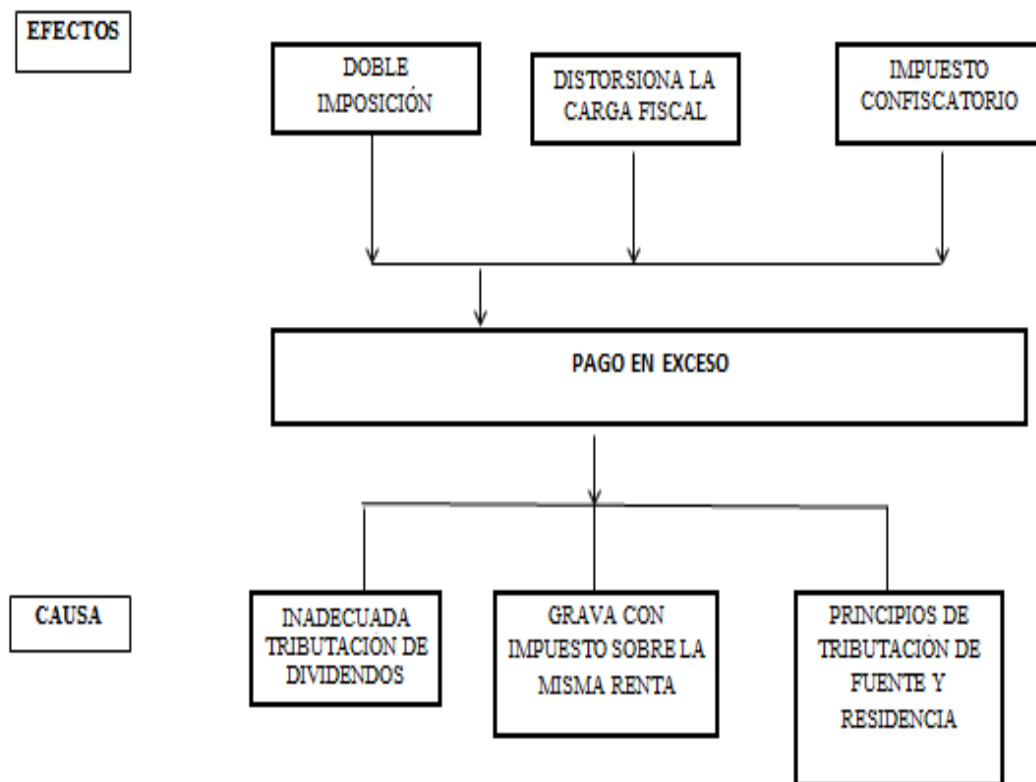 EFECTOS
DOBLE
IMPOSICIÓN
DISTORSIONA LA
CARGA FISCAL
IMPUESTO
CONFISCATORIO
PAGO EN EXCESO
CAUSA
INADECUADA
TRIBUTACIÓN DE
DIVIDENDOS
GRAVA CON
IMPUESTO SOBRE LA
MISMA RENTA
PRINCIPIOS DE
TRIBUTACIÓN DE
FUENTE Y
RESIDENCIA